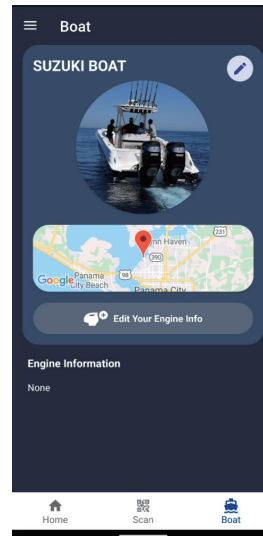 Boat
SUZUKI BOAT
nn Haven
231
390
Google
Panama
City Beach
98
Panama City
Edit Your Engine Info
Engine Information
None
Home
Scan
Boat